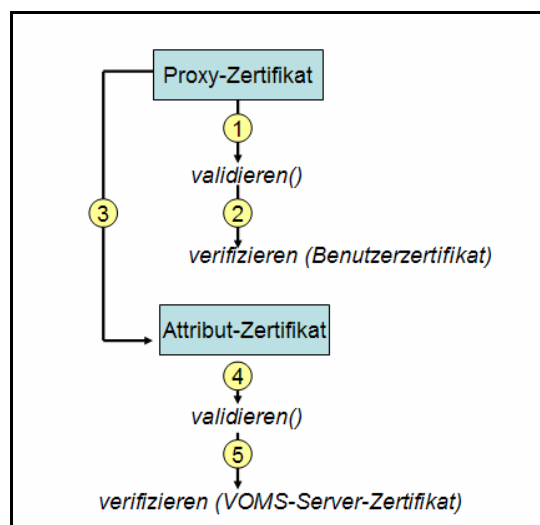 Proxy-Zertifikat
1
validieren()
2
3
verifizieren (Benutzerzertifikat)
Attribut-Zertifikat
4
validieren()
5
verifizieren (VOMS-Server-Zertifikat)